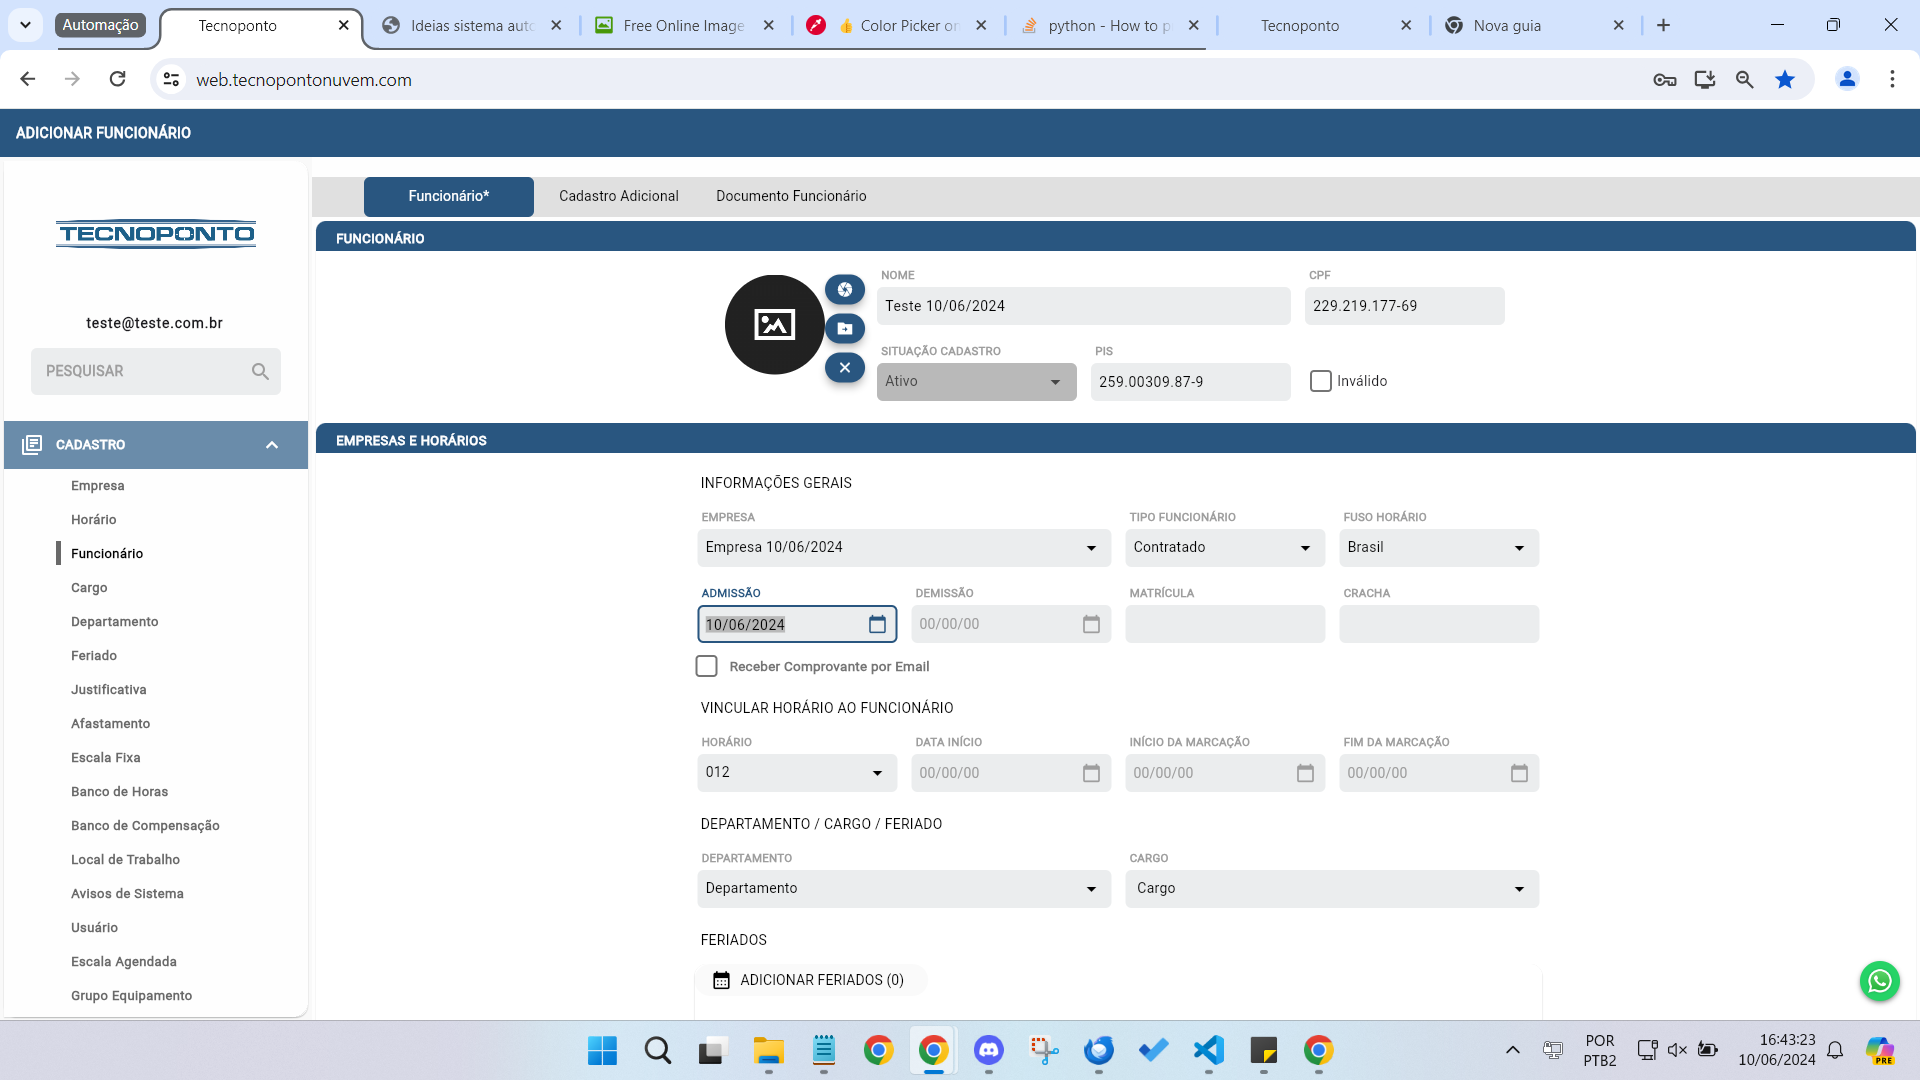 Automação
Tecnoponto
Ideias sistema auto
Free Online Image
👍 Color Picker on
python - How to p
Tecnoponto
Nova guia
web.tecnopontonuvem.com
ADICIONAR FUNCIONÁRIO
TECNOPONTO
teste@teste.com.br
PESQUISAR
CADASTRO
Empresa
Horário
Funcionário
Cargo
Departamento
Feriado
Justificativa
Afastamento
Escala Fixa
Banco de Horas
Banco de Compensação
Local de Trabalho
Avisos de Sistema
Usuário
Escala Agendada
Grupo Equipamento
Funcionário*
Cadastro Adicional
Documento Funcionário
FUNCIONÁRIO
NOME
CPF
Teste 10/06/2024
229.219.177-69
SITUAÇÃO CADASTRO
PIS
Ativo
259.00309.87-9
Inválido
EMPRESAS E HORÁRIOS
INFORMAÇÕES GERAIS
EMPRESA
TIPO FUNCIONÁRIO
FUSO HORÁRIO
Empresa 10/06/2024
Contratado
Brasil
ADMISSÃO
DEMISSÃO
MATRÍCULA
CRACHA
10/06/2024
00/00/00
Receber Comprovante por Email
VINCULAR HORÁRIO AO FUNCIONÁRIO
HORÁRIO
DATA INÍCIO
INÍCIO DA MARCAÇÃO
FIM DA MARCAÇÃO
012
00/00/00
00/00/00
00/00/00
DEPARTAMENTO / CARGO / FERIADO
DEPARTAMENTO
CARGO
Departamento
Cargo
FERIADOS
ADICIONAR FERIADOS (0)
POR
PTB2
16:43:23
10/06/2024
PRE